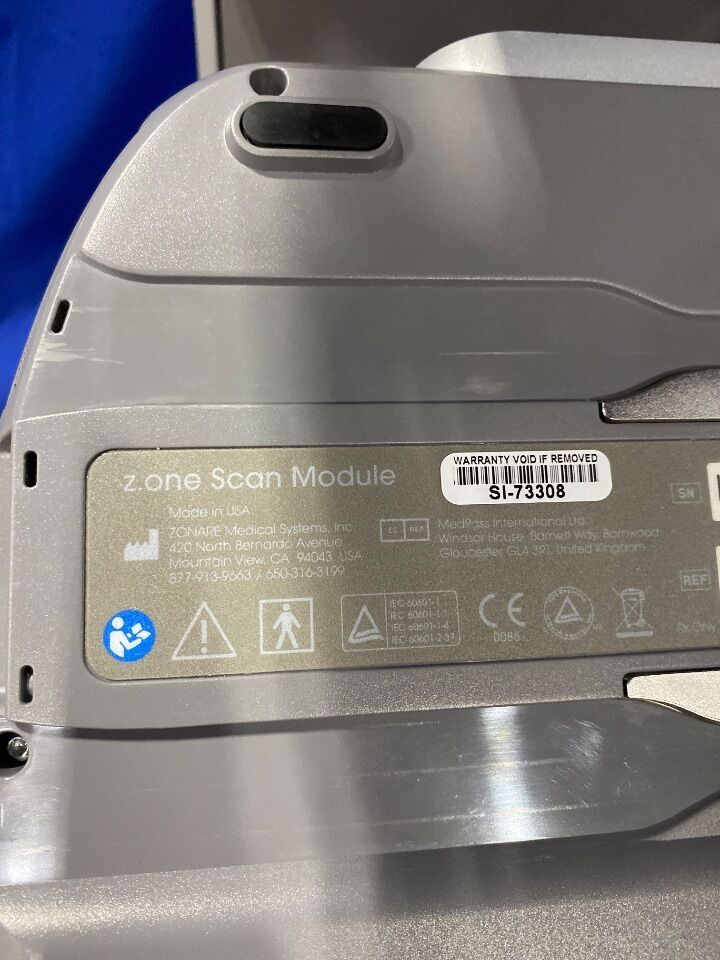 z.one Scan Module
WARRANTY VOID IF REMOVED
SI-73308
SN
Made in USA
ZONARE Medical Systems, Inc.
420 North Bernardo Avenue
Mountain View, CA 94043 USA
877-913-9663 / 650-316-3199
EC REP
MedPass International Ltd.
Windsor House, Barnett Way, Barnwood
Gloucester GL4 3RT, United Kingdom
REF
IEC 60601-1
IEC 60601-1-1
IEC 60601-1-4
IEC 60601-2-37
CE
0086
Rx Only